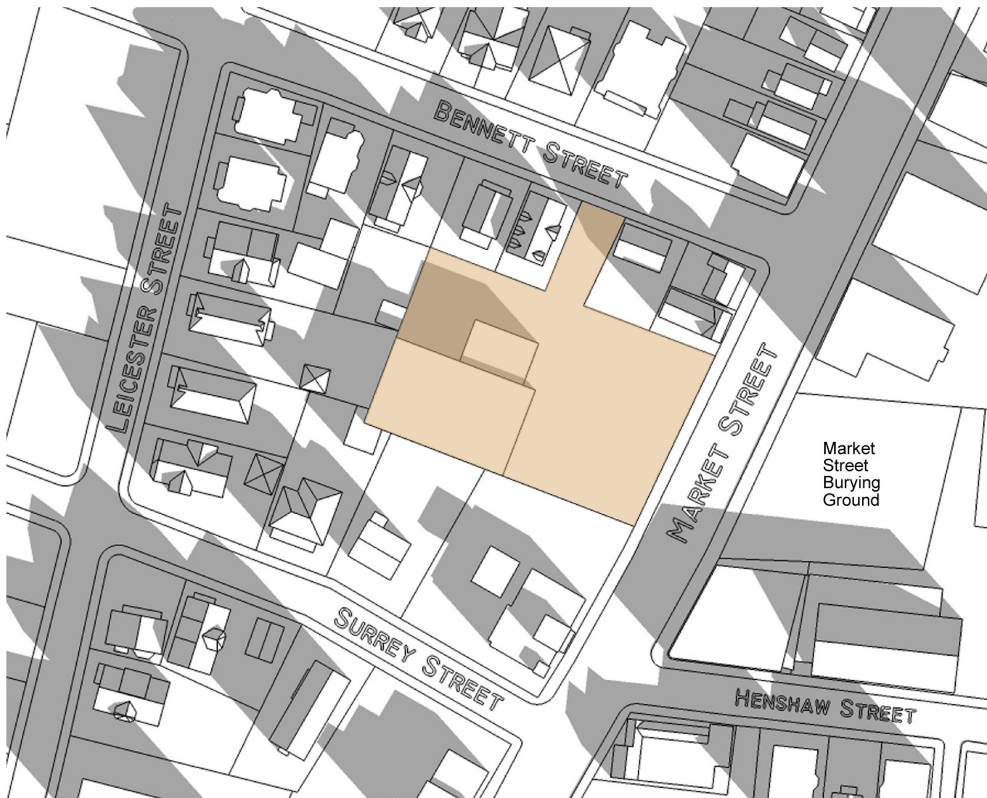 BENNETT STREET
LEICESTER STREET
MARKET STREET
Market
Street
Burying
Ground
SURREY STREET
HENSHAW STREET